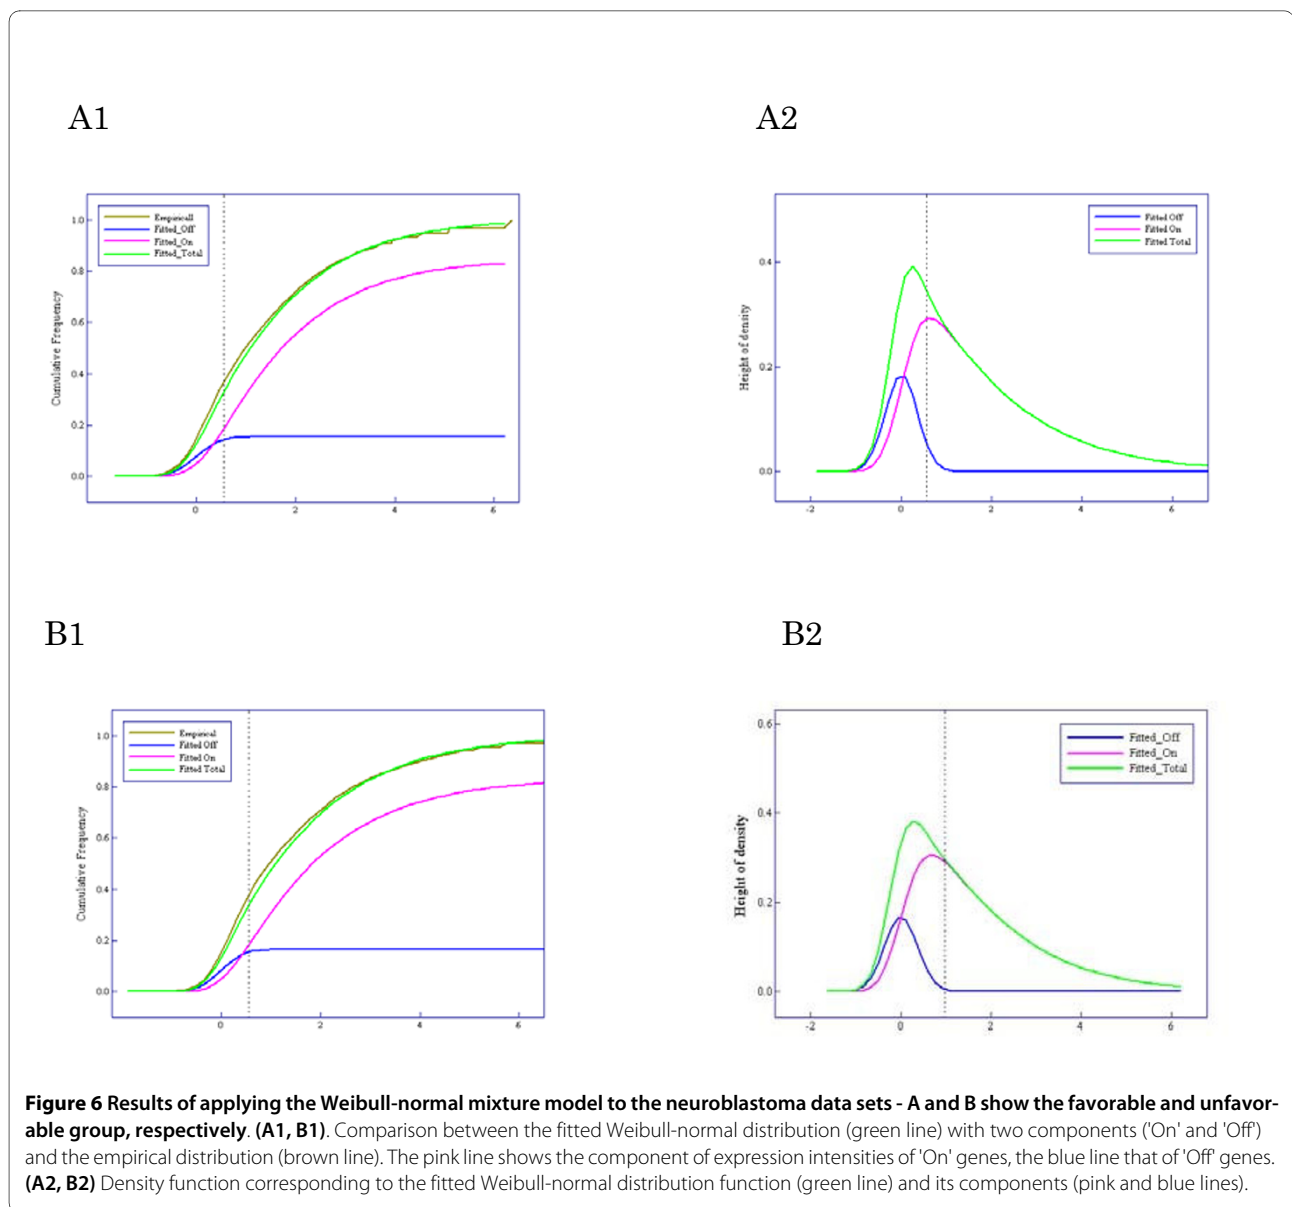 A1
A2
Empiricall
Fitted_Off
Fitted_On
Fitted_Total
1.0
0.8
0.6
0.4
0.2
0.0
Cumulative Frequency
0
2
4
6
Fitted Off
Fitted On
Fitted Total
0.4
0.2
0.0
Height of density
-2
0
2
4
6
B1
B2
Empirical
Fitted Off
Fitted On
Fitted Total
1.0
0.8
0.6
0.4
0.2
0.0
Cumulative Frequency
0
2
4
6
Fitted_Off
Fitted_On
Fitted_Total
0.6
0.4
0.2
0.0
Height of density
-2
0
2
4
6
Figure 6 Results of applying the Weibull-normal mixture model to the neuroblastoma data sets - A and B show the favorable and unfavor-
able group, respectively. (A1, B1). Comparison between the fitted Weibull-normal distribution (green line) with two components ('On' and 'Off')
and the empirical distribution (brown line). The pink line shows the component of expression intensities of 'On' genes, the blue line that of 'Off' genes.
(A2, B2) Density function corresponding to the fitted Weibull-normal distribution function (green line) and its components (pink and blue lines).